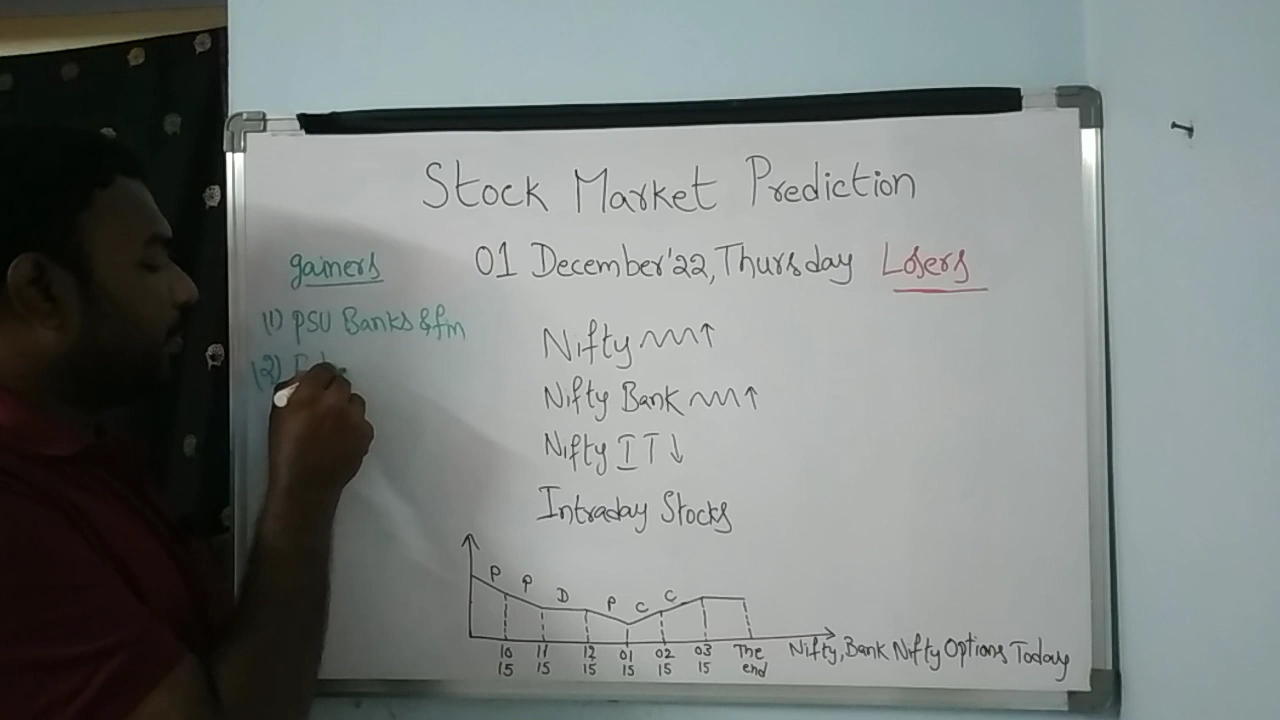 Stock Market Prediction
01 December'22, Thursday
gainers
Losers
(1) PSU Banks & fm
(2)
Nifty ↑
Nifty Bank ↑
Nifty IT ↓
Intraday Stocks
P P D P C C
10 11 12 01 02 03 The
15 15 15 15 15 15 end
Nifty, Bank Nifty Options Today